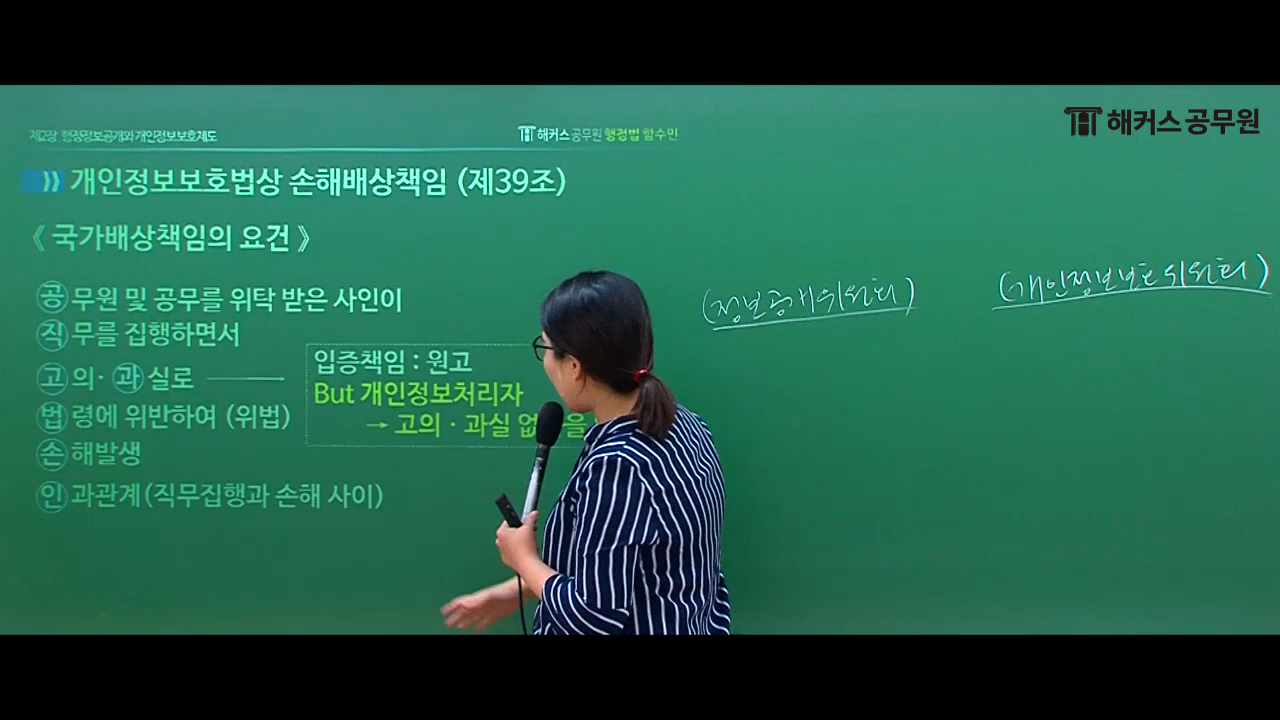 해커스 공무원
제2장 행정정보공개와 개인정보보호제도
해커스공무원 행정법 함수민
》 개인정보보호법상 손해배상책임 (제39조)
《 국가배상책임의 요건 》
공무원 및 공무를 위탁 받은 사인이
직무를 집행하면서
고의·과실로
법령에 위반하여 (위법)
손해발생
인과관계(직무집행과 손해 사이)
입증책임 : 원고
But 개인정보처리자
→ 고의 · 과실 없 을
(정보공개위원회)
(개인정보보호위원회)